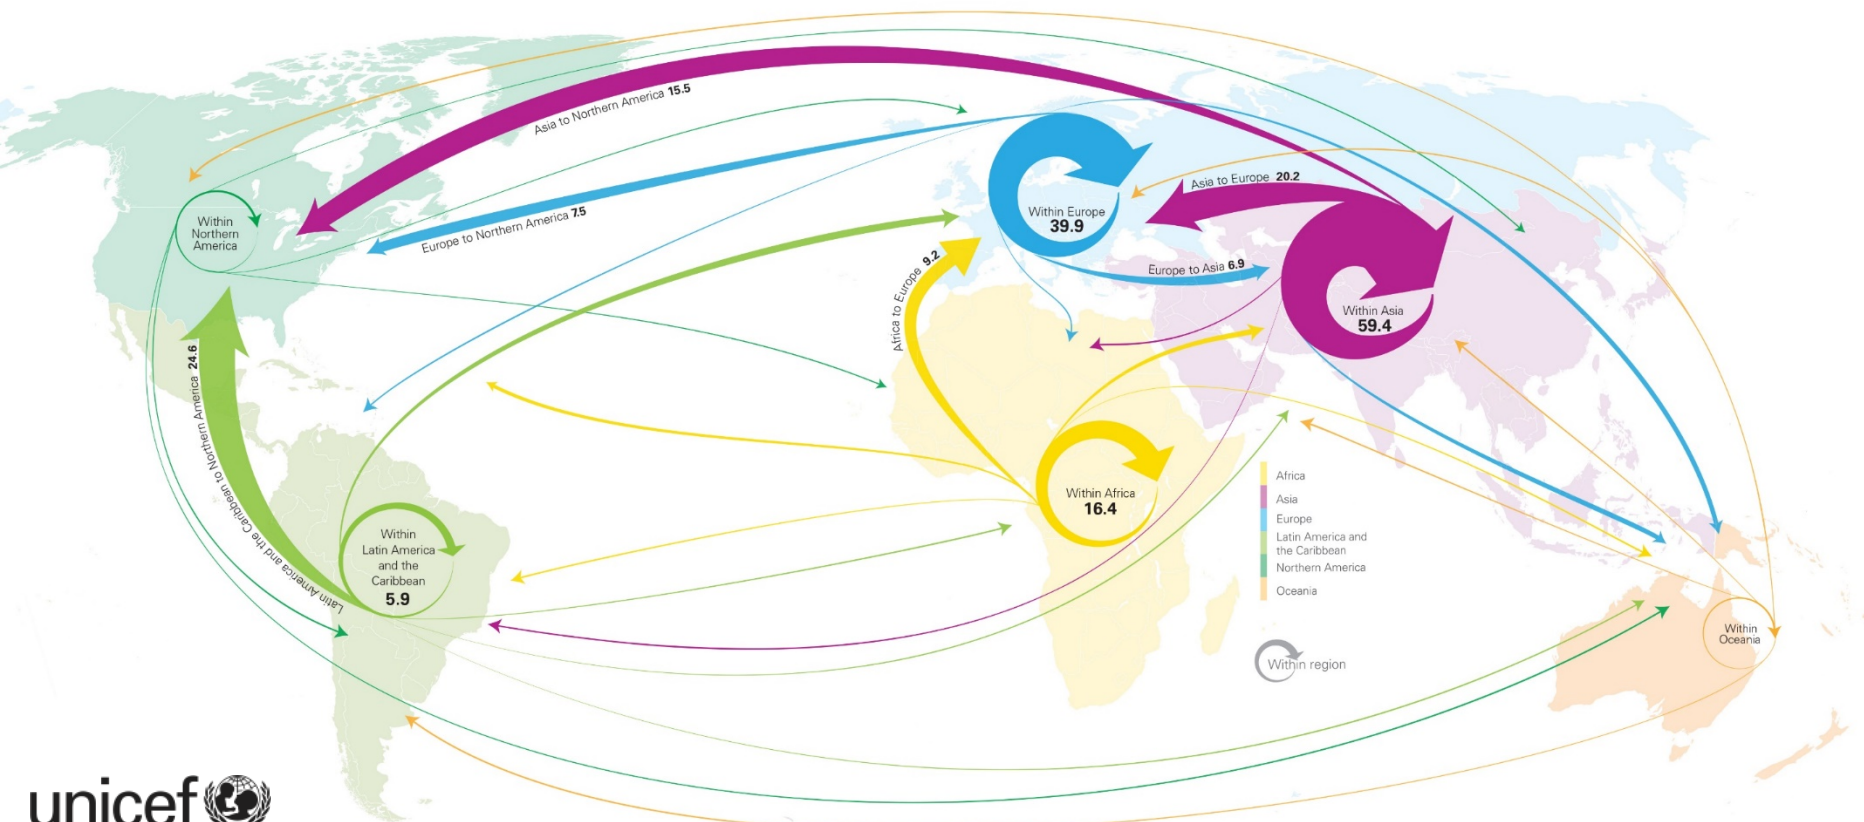 Asia to Northern America 15.5
Europe to Northern America 7.5
Within
Northern
America
Within Europe
39.9
Asia to Europe 20.2
Europe to Asia 6.9
Within Asia
59.4
Africa to Europe 9.2
Latin America and the Caribbean to Northern America 24.6
Within
Latin America
and the
Caribbean
5.9
Within Africa
16.4
Africa
Asia
Europe
Latin America and
the Caribbean
Northern America
Oceania
Within region
Within
Oceania
unicef